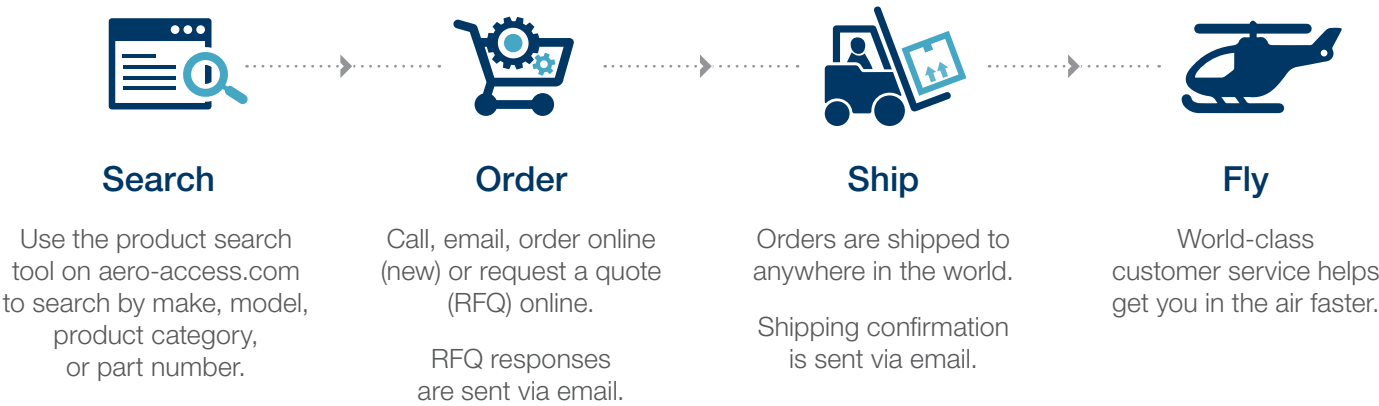 Search
Use the product search
tool on aero-access.com
to search by make, model,
product category,
or part number.
Order
Call, email, order online
(new) or request a quote
(RFQ) online.
RFQ responses
are sent via email.
Ship
Orders are shipped to
anywhere in the world.
Shipping confirmation
is sent via email.
Fly
World-class
customer service helps
get you in the air faster.